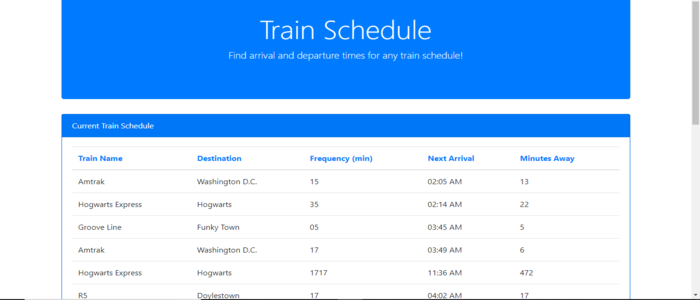 Train Schedule
Find arrival and departure times for any train schedule!
Current Train Schedule
Train Name Destination Frequency (min) Next Arrival Minutes Away
Amtrak Washington D.C. 15 02:05 AM 13
Hogwarts Express Hogwarts 35 02:14 AM 22
Groove Line Funky Town 05 03:45 AM 5
Amtrak Washington D.C. 17 03:49 AM 6
Hogwarts Express Hogwarts 1717 11:36 AM 472
R5 Doylestown 17 04:02 AM 17